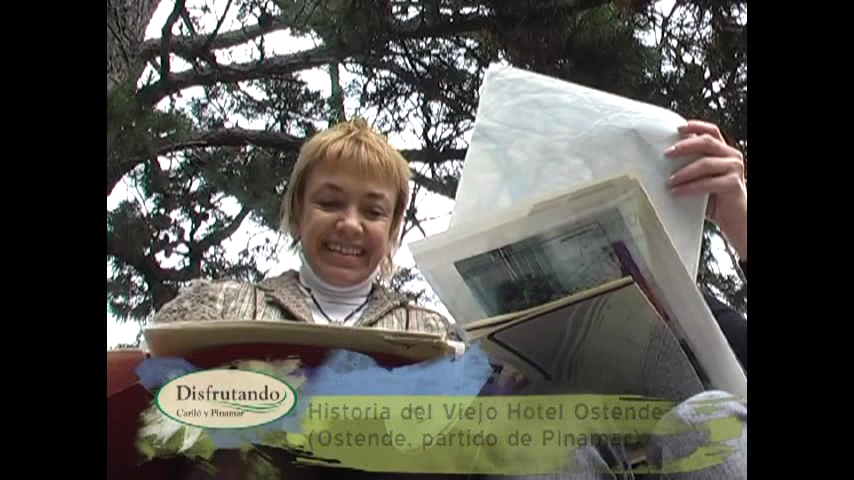 Disfrutando
Cariló y Pinamar
Historia del Viejo Hotel Ostende
(Ostende, partido de Pinamar)